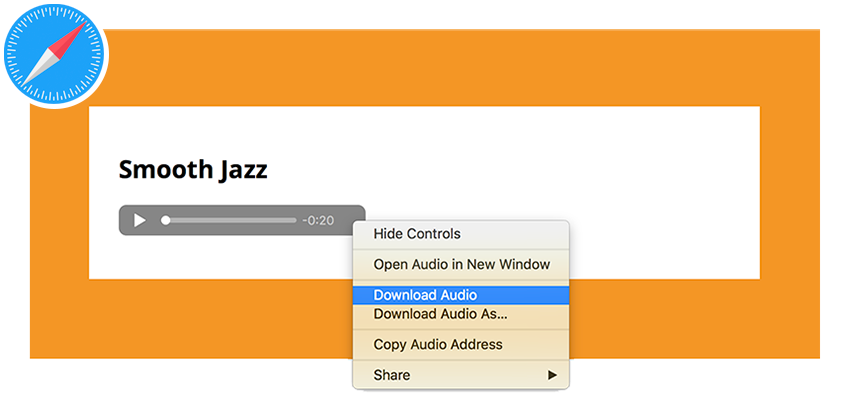 Smooth Jazz
-0:20
Hide Controls
Open Audio in New Window
Download Audio
Download Audio As...
Copy Audio Address
Share